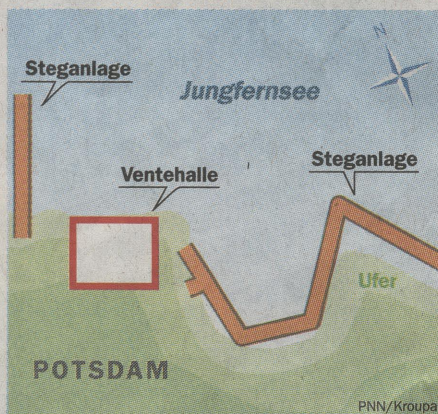 N
Steganlage
Jungfernsee
Ventehalle
Steganlage
Ufer
POTSDAM
PNN/Kroupa